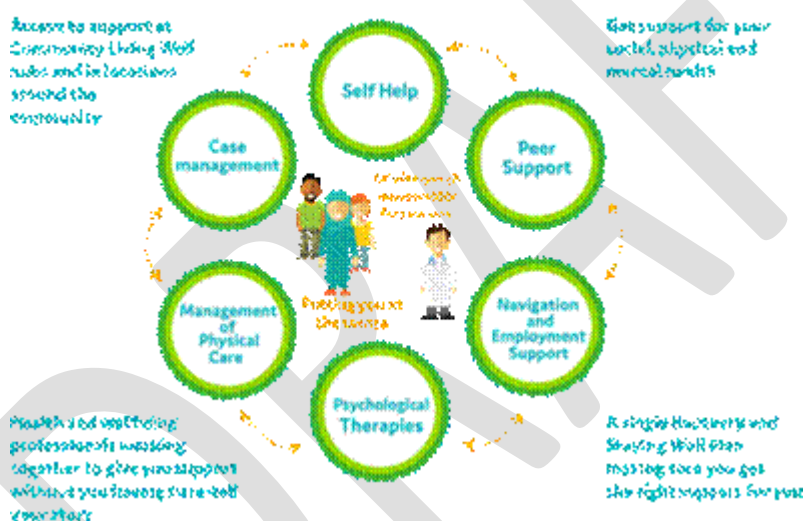 Access to support at
Community Living Well
hubs and in locations
around the
community
Get support for your
social, physical and
mental health
Self Help
Case
management
Peer
Support
Management
of
Physical
Care
Navigation
and
Employment
Support
Putting you at
the centre
Psychological
Therapies
Health and wellbeing
professionals working
together to give you support
without you having to re-tell
your story
A single Recovery and
Staying Well Plan
making sure you get
the right support for you
DRAFT